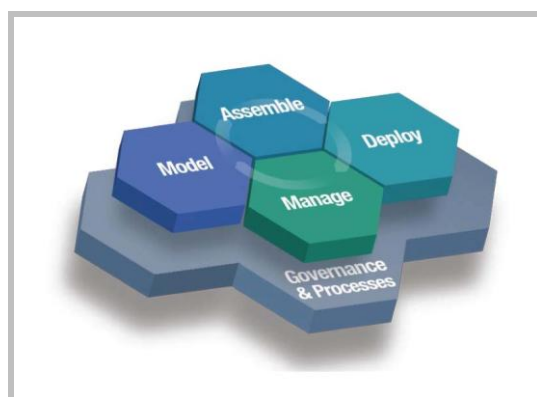 Assemble
Deploy
Model
Manage
Governance
& Processes